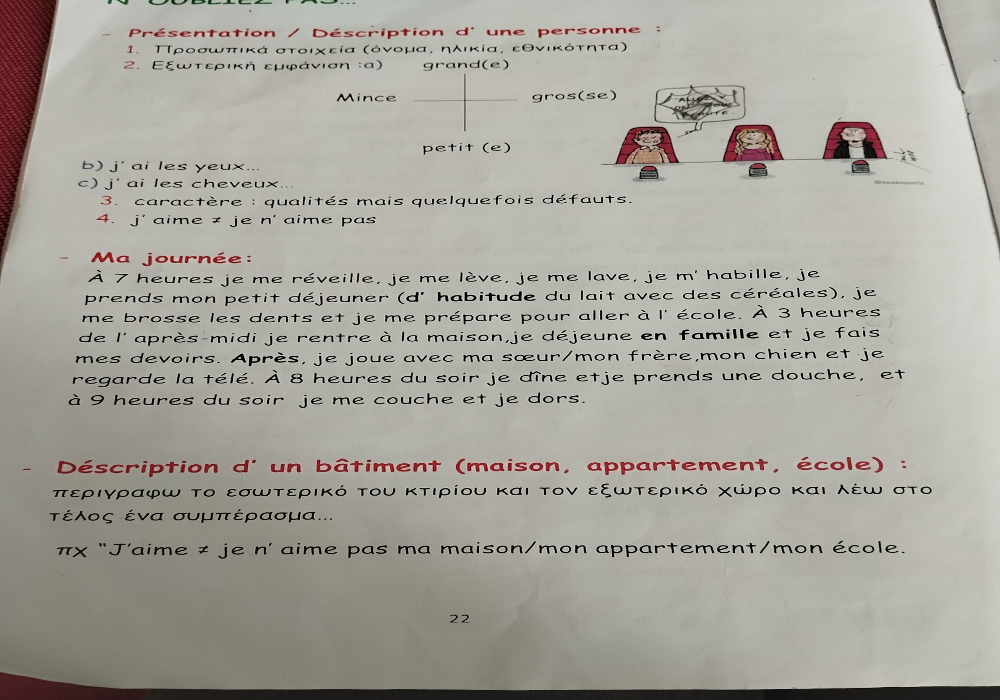 N'OUBLIEZ PAS...
- Présentation / Déscription d' une personne :
1. Προσωπικά στοιχεία (όνομα, ηλικία, εθνικότητα)
2. Εξωτερική εμφάνιση :a) grand(e)
Mince gros(se)
petit (e)
b) j' ai les yeux...
c) j' ai les cheveux...
3. caractère : qualités mais quelquefois défauts.
4. j' aime ≠ je n' aime pas
©vousnousils
- Ma journée:
À 7 heures je me réveille, je me lève, je me lave, je m' habille, je
prends mon petit déjeuner (d' habitude du lait avec des céréales), je
me brosse les dents et je me prépare pour aller à l' école. À 3 heures
de l' après-midi je rentre à la maison,je déjeune en famille et je fais
mes devoirs. Après, je joue avec ma sœur/mon frère,mon chien et je
regarde la télé. À 8 heures du soir je dîne etje prends une douche, et
à 9 heures du soir je me couche et je dors.
- Déscription d' un bâtiment (maison, appartement, école) :
περιγραφω το εσωτερικό του κτιρίου και τον εξωτερικό χώρο και λέω στο
τέλος ένα συμπέρασμα...
πχ "J'aime ≠ je n' aime pas ma maison/mon appartement/mon école.
22